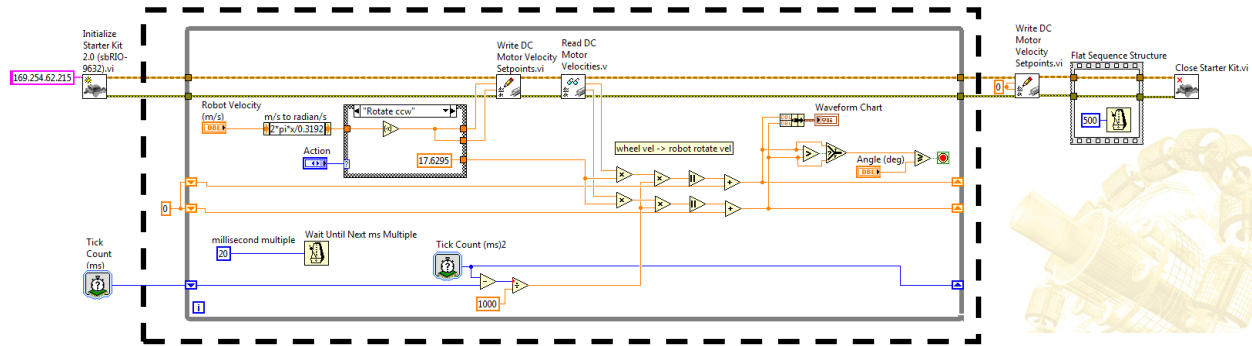 Initialize
Starter Kit
2.0 (sbRIO-
9632).vi
169.254.62.215
Robot Velocity
(m/s)
DBL
m/s to radian/s
2*pi*x/0.3192
"Rotate ccw"
Action
17.6295
Write DC
Motor Velocity
Setpoints.vi
Read DC
Motor
Velocities.v
wheel vel -> robot rotate vel
Waveform Chart
Angle (deg)
DBL
0
millisecond multiple
20
Wait Until Next ms Multiple
Tick
Count
(ms)
Tick Count (ms)2
1000
i
Write DC
Motor
Velocity
Setpoints.vi
0
Flat Sequence Structure
500
Close Starter Kit.vi